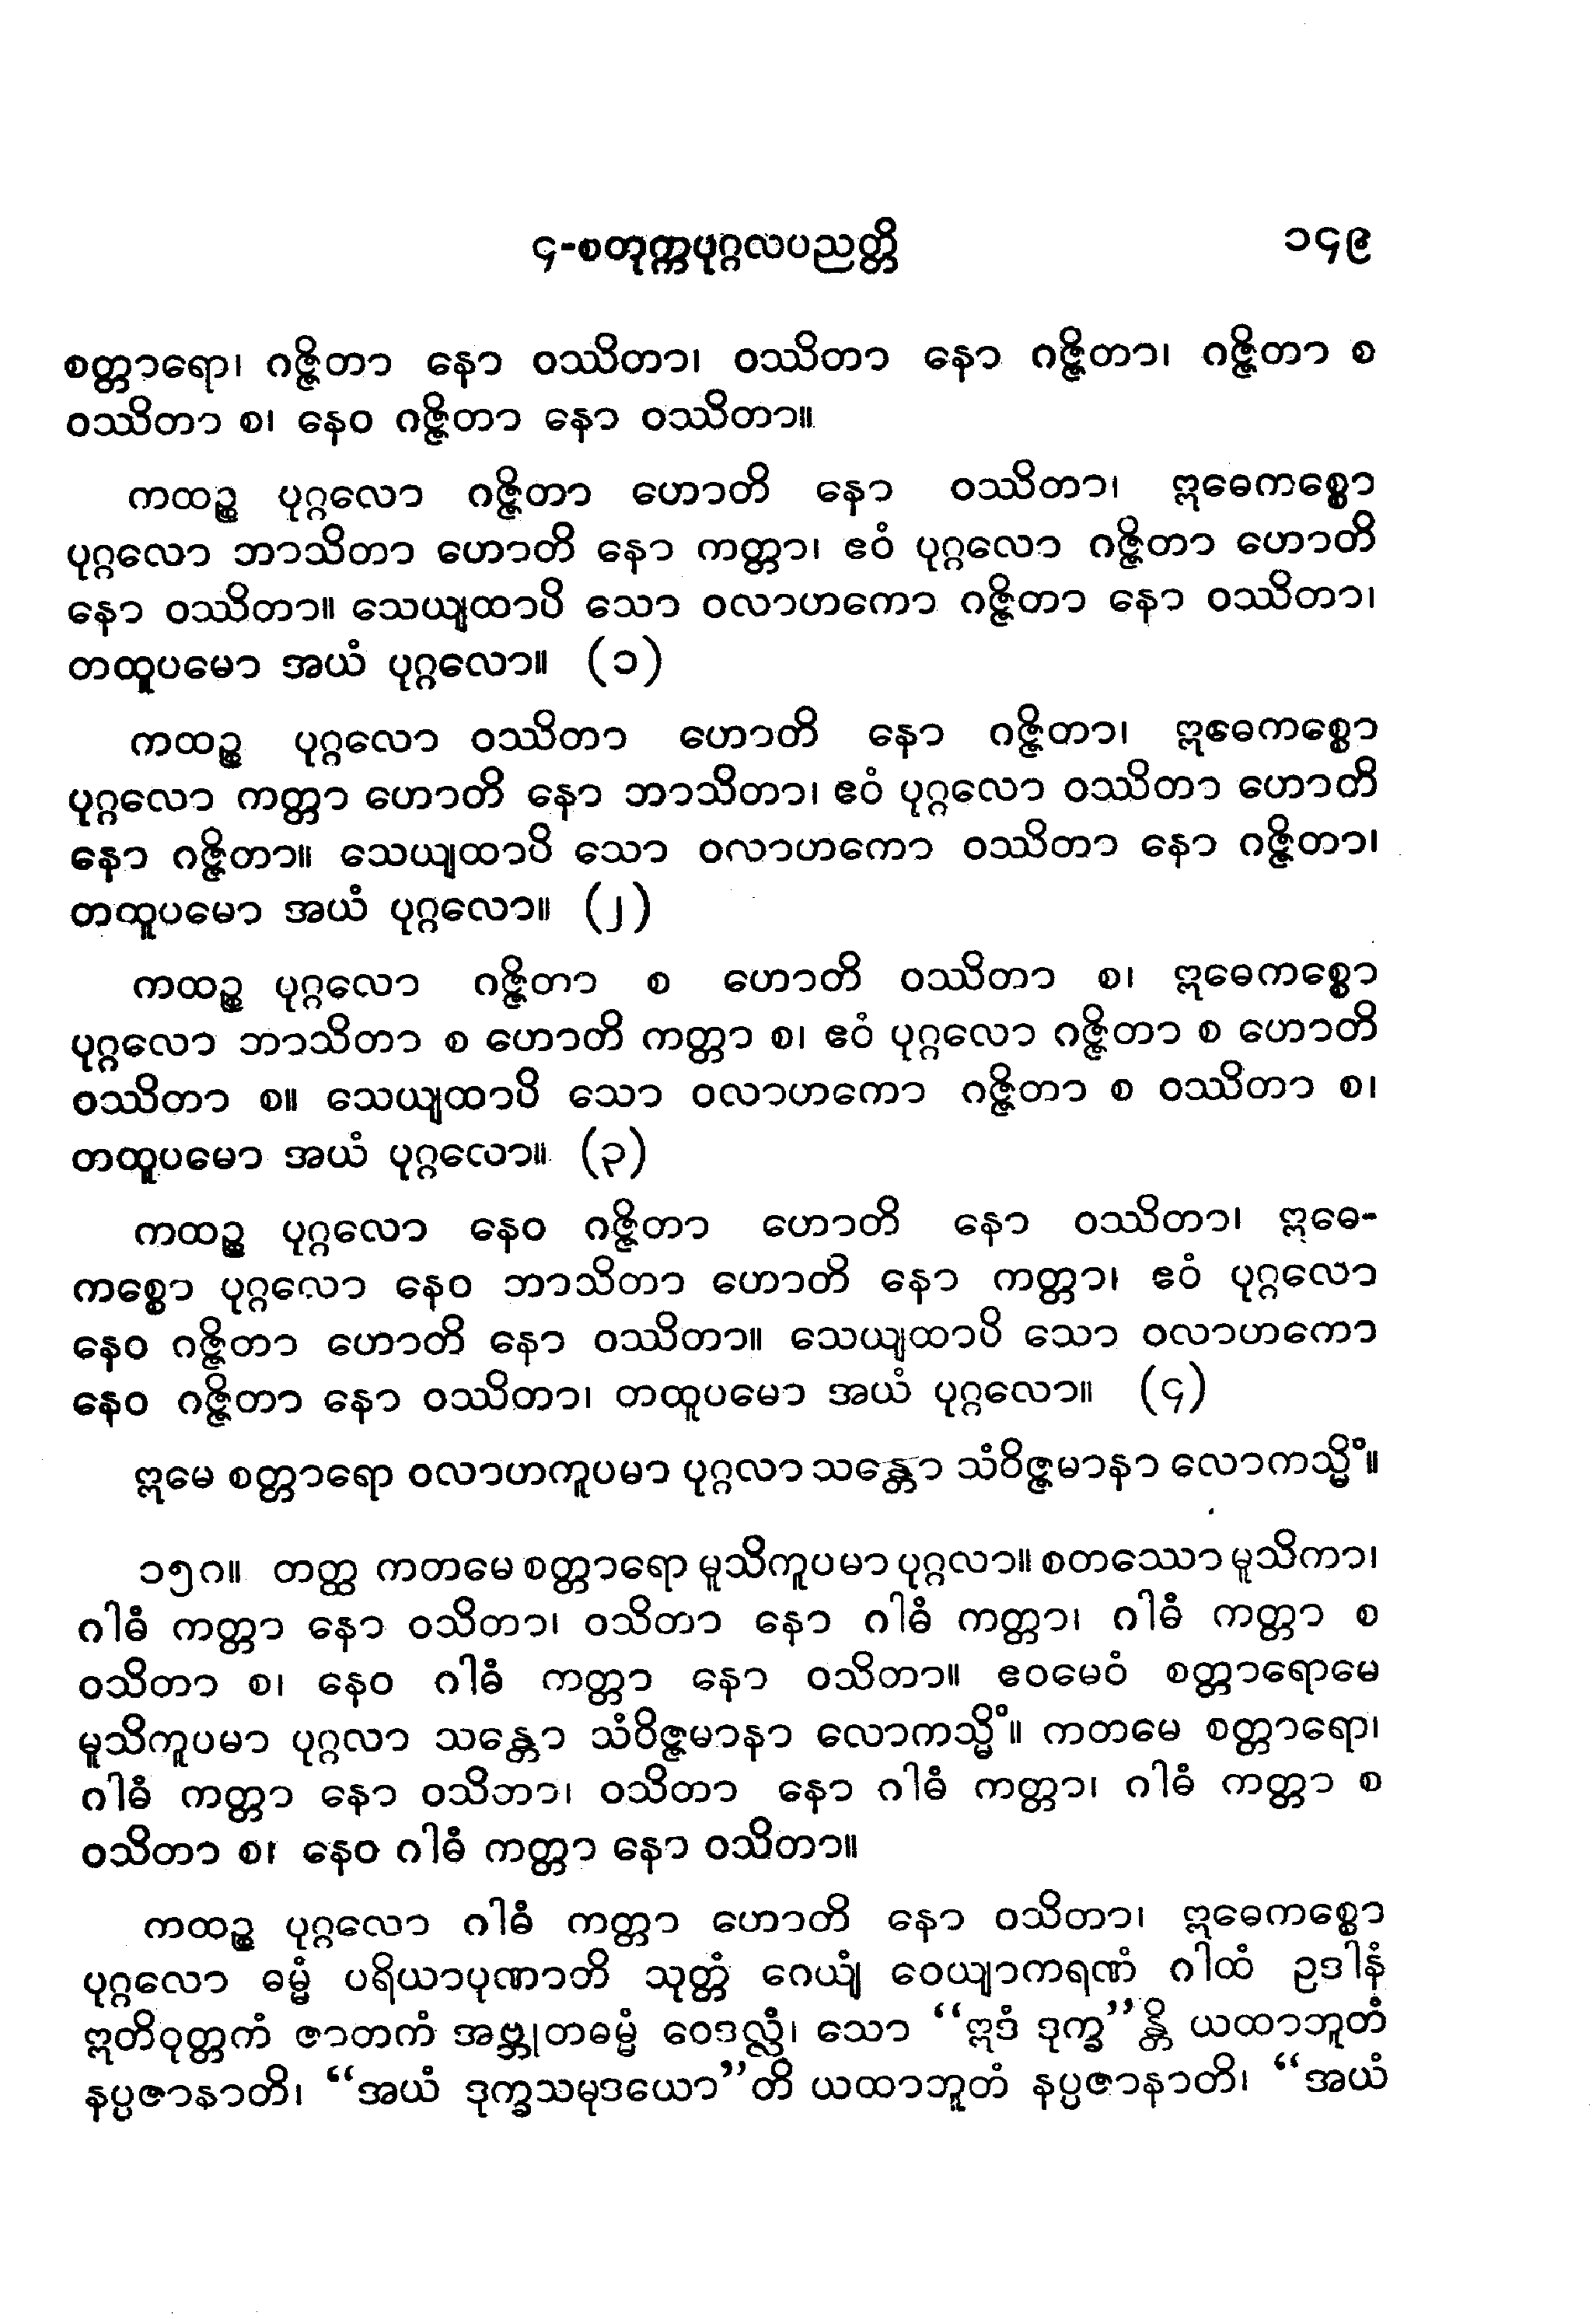 ၄-စတုက္ကပုဂ္ဂလပညတ္တိ ၁၄၉
စတ္တာရော၊ ဂဇ္ဇိတာ နော ဝဿိတာ၊ ဝဿိတာ နော ဂဇ္ဇိတာ၊ ဂဇ္ဇိတာ စ
ဝဿိတာ စ၊ နေဝ ဂဇ္ဇိတာ နော ဝဿိတာ။
ကထဉ္စ ပုဂ္ဂလော ဂဇ္ဇိတာ ဟောတိ နော ဝဿိတာ၊ ဣဓေကစ္စော
ပုဂ္ဂလော ဘာသိတာ ဟောတိ နော ကတ္တာ၊ ဧဝံ ပုဂ္ဂလော ဂဇ္ဇိတာ ဟောတိ
နော ဝဿိတာ။ သေယျထာပိ သော ဝလာဟကော ဂဇ္ဇိတာ နော ဝဿိတာ၊
တထူပမော အယံ ပုဂ္ဂလော။ (၁)
ကထဉ္စ ပုဂ္ဂလော ဝဿိတာ ဟောတိ နော ဂဇ္ဇိတာ၊ ဣဓေကစ္စော
ပုဂ္ဂလော ကတ္တာ ဟောတိ နော ဘာသိတာ၊ ဧဝံ ပုဂ္ဂလော ဝဿိတာ ဟောတိ
နော ဂဇ္ဇိတာ။ သေယျထာပိ သော ဝလာဟကော ဝဿိတာ နော ဂဇ္ဇိတာ၊
တထူပမော အယံ ပုဂ္ဂလော။ (၂)
ကထဉ္စ ပုဂ္ဂလော ဂဇ္ဇိတာ စ ဟောတိ ဝဿိတာ စ၊ ဣဓေကစ္စော
ပုဂ္ဂလော ဘာသိတာ စ ဟောတိ ကတ္တာ စ၊ ဧဝံ ပုဂ္ဂလော ဂဇ္ဇိတာ စ ဟောတိ
ဝဿိတာ စ။ သေယျထာပိ သော ဝလာဟကော ဂဇ္ဇိတာ စ ဝဿိတာ စ၊
တထူပမော အယံ ပုဂ္ဂလော။ (၃)
ကထဉ္စ ပုဂ္ဂလော နေဝ ဂဇ္ဇိတာ ဟောတိ နော ဝဿိတာ၊ ဣဓေ-
ကစ္စော ပုဂ္ဂလော နေဝ ဘာသိတာ ဟောတိ နော ကတ္တာ၊ ဧဝံ ပုဂ္ဂလော
နေဝ ဂဇ္ဇိတာ ဟောတိ နော ဝဿိတာ။ သေယျထာပိ သော ဝလာဟကော
နေဝ ဂဇ္ဇိတာ နော ဝဿိတာ၊ တထူပမော အယံ ပုဂ္ဂလော။ (၄)
ဣမေ စတ္တာရော ဝလာဟကူပမာ ပုဂ္ဂလာ သန္တော သံဝိဇ္ဇမာနာ လောကသ္မိံ။
၁၅၈။ တတ္ထ ကတမေ စတ္တာရော မူသိကူပမာ ပုဂ္ဂလာ။ စတဿော မူသိကာ၊
ဂါဓံ ကတ္တာ နော ဝသိတာ၊ ဝသိတာ နော ဂါဓံ ကတ္တာ၊ ဂါဓံ ကတ္တာ စ
ဝသိတာ စ၊ နေဝ ဂါဓံ ကတ္တာ နော ဝသိတာ။ ဧဝမေဝံ စတ္တာရောမေ
မူသိကူပမာ ပုဂ္ဂလာ သန္တော သံဝိဇ္ဇမာနာ လောကသ္မိံ။ ကတမေ စတ္တာရော၊
ဂါဓံ ကတ္တာ နော ဝသိဘာ၊ ဝသိတာ နော ဂါဓံ ကတ္တာ၊ ဂါဓံ ကတ္တာ စ
ဝသိတာ စ၊ နေဝ ဂါဓံ ကတ္တာ နော ဝသိတာ။
ကထဉ္စ ပုဂ္ဂလော ဂါဓံ ကတ္တာ ဟောတိ နော ဝသိတာ၊ ဣဓေကစ္စော
ပုဂ္ဂလော ဓမ္မံ ပရိယာပုဏာတိ သုတ္တံ ဂေယျံ ဝေယျာကရဏံ ဂါထံ ဥဒါနံ
ဣတိဝုတ္တကံ ဇာတကံ အဗ္ဘုတဓမ္မံ ဝေဒလ္လံ၊ သော “ဣဒံ ဒုက္ခ”န္တိ ယထာဘူတံ
နပ္ပဇာနာတိ၊ “အယံ ဒုက္ခသမုဒယော”တိ ယထာဘူတံ နပ္ပဇာနာတိ၊ “အယံ